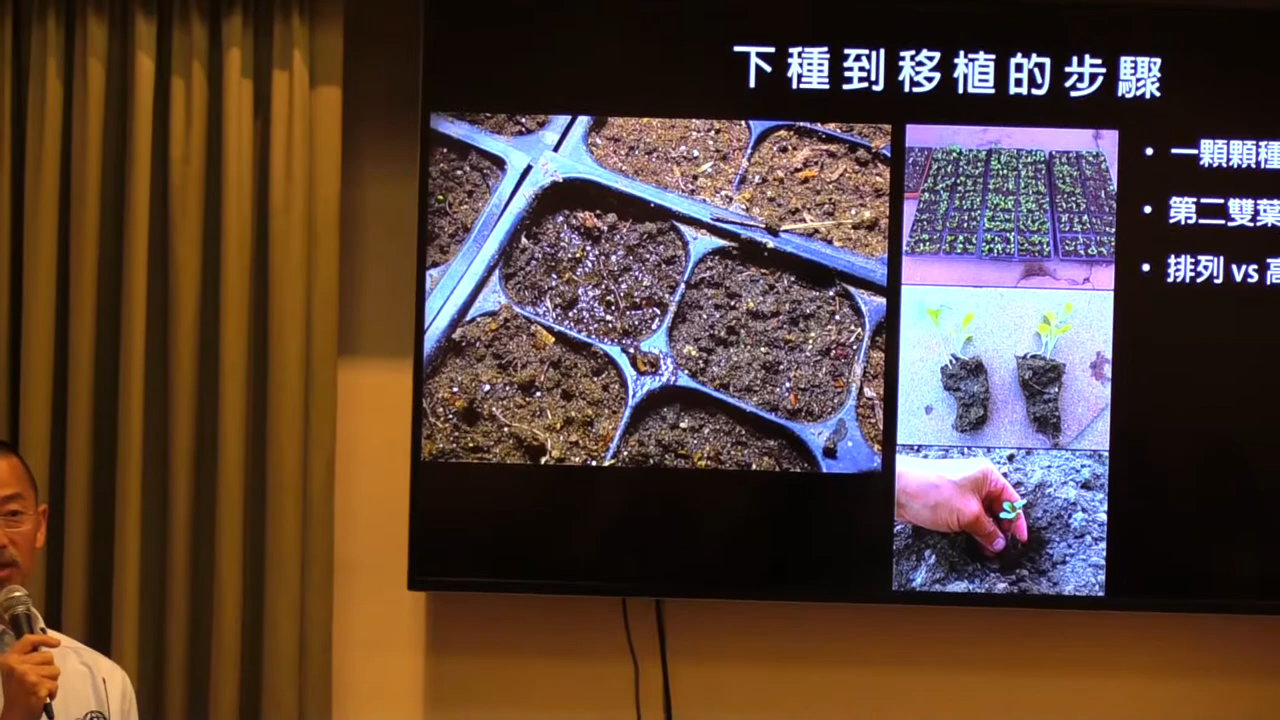 下種到移植的步驟
• 一顆顆種
• 第二雙葉
• 排列 vs 高